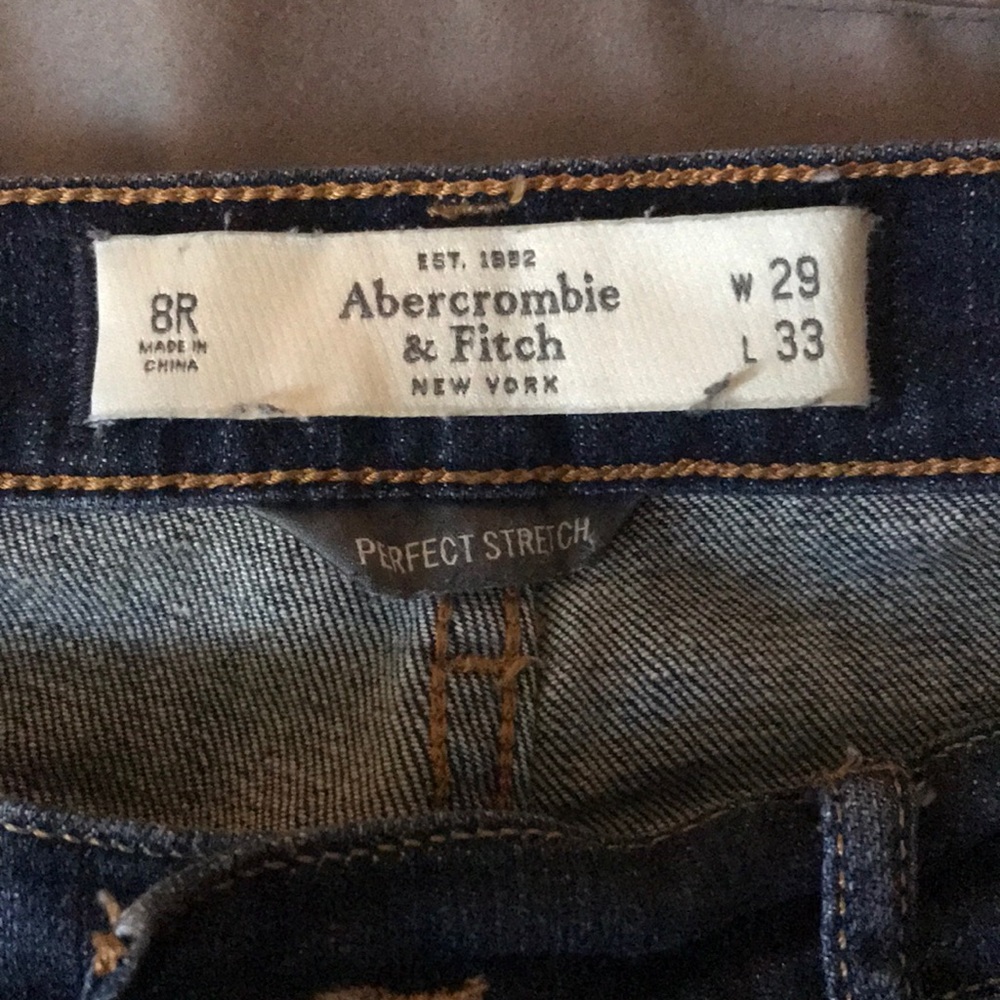 8R
MADE IN
CHINA
EST. 1892
Abercrombie
& Fitch
NEW YORK
W 29
L 33
PERFECT STRETCH